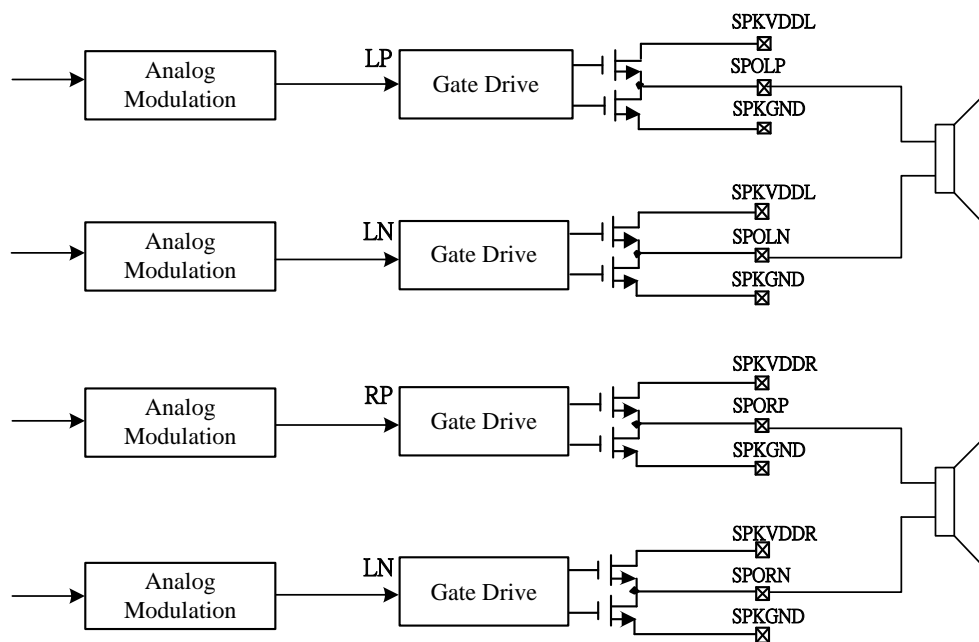 SPKVDDL
Analog
Modulation
LP
Gate Drive
SPOLP
SPKGND
SPKVDDL
Analog
Modulation
LN
Gate Drive
SPOLN
SPKGND
SPKVDDR
Analog
Modulation
RP
Gate Drive
SPORP
SPKGND
SPKVDDR
Analog
Modulation
LN
Gate Drive
SPORN
SPKGND